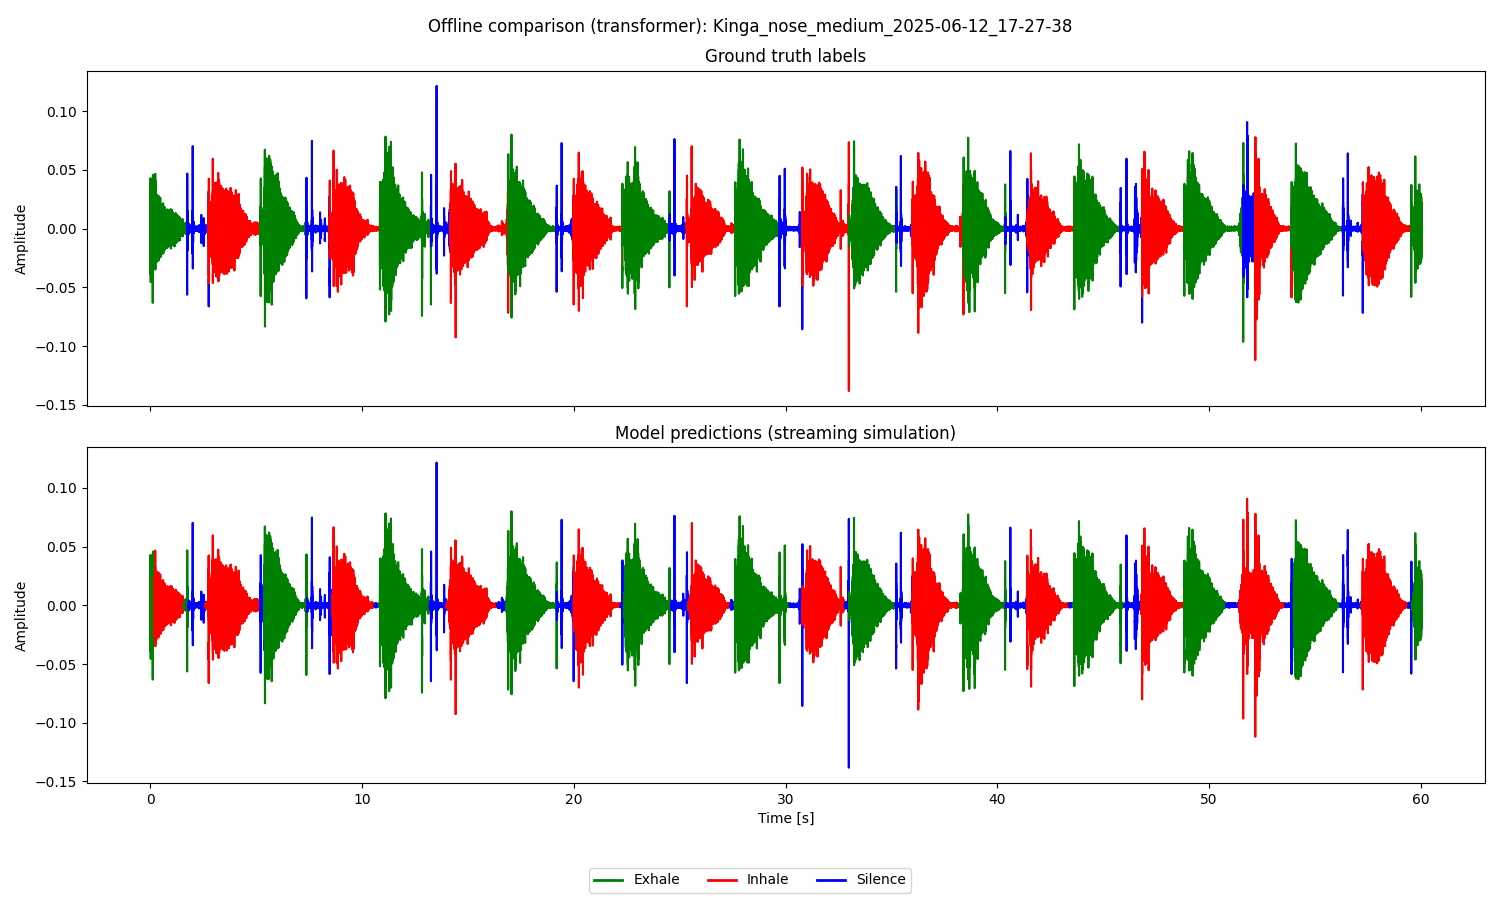 Offline comparison (transformer): Kinga_nose_medium_2025-06-12_17-27-38
Ground truth labels
Amplitude
0.10
0.05
0.00
−0.05
−0.10
−0.15
Model predictions (streaming simulation)
Amplitude
0.10
0.05
0.00
−0.05
−0.10
−0.15
0 10 20 30 40 50 60
Time [s]
Exhale Inhale Silence